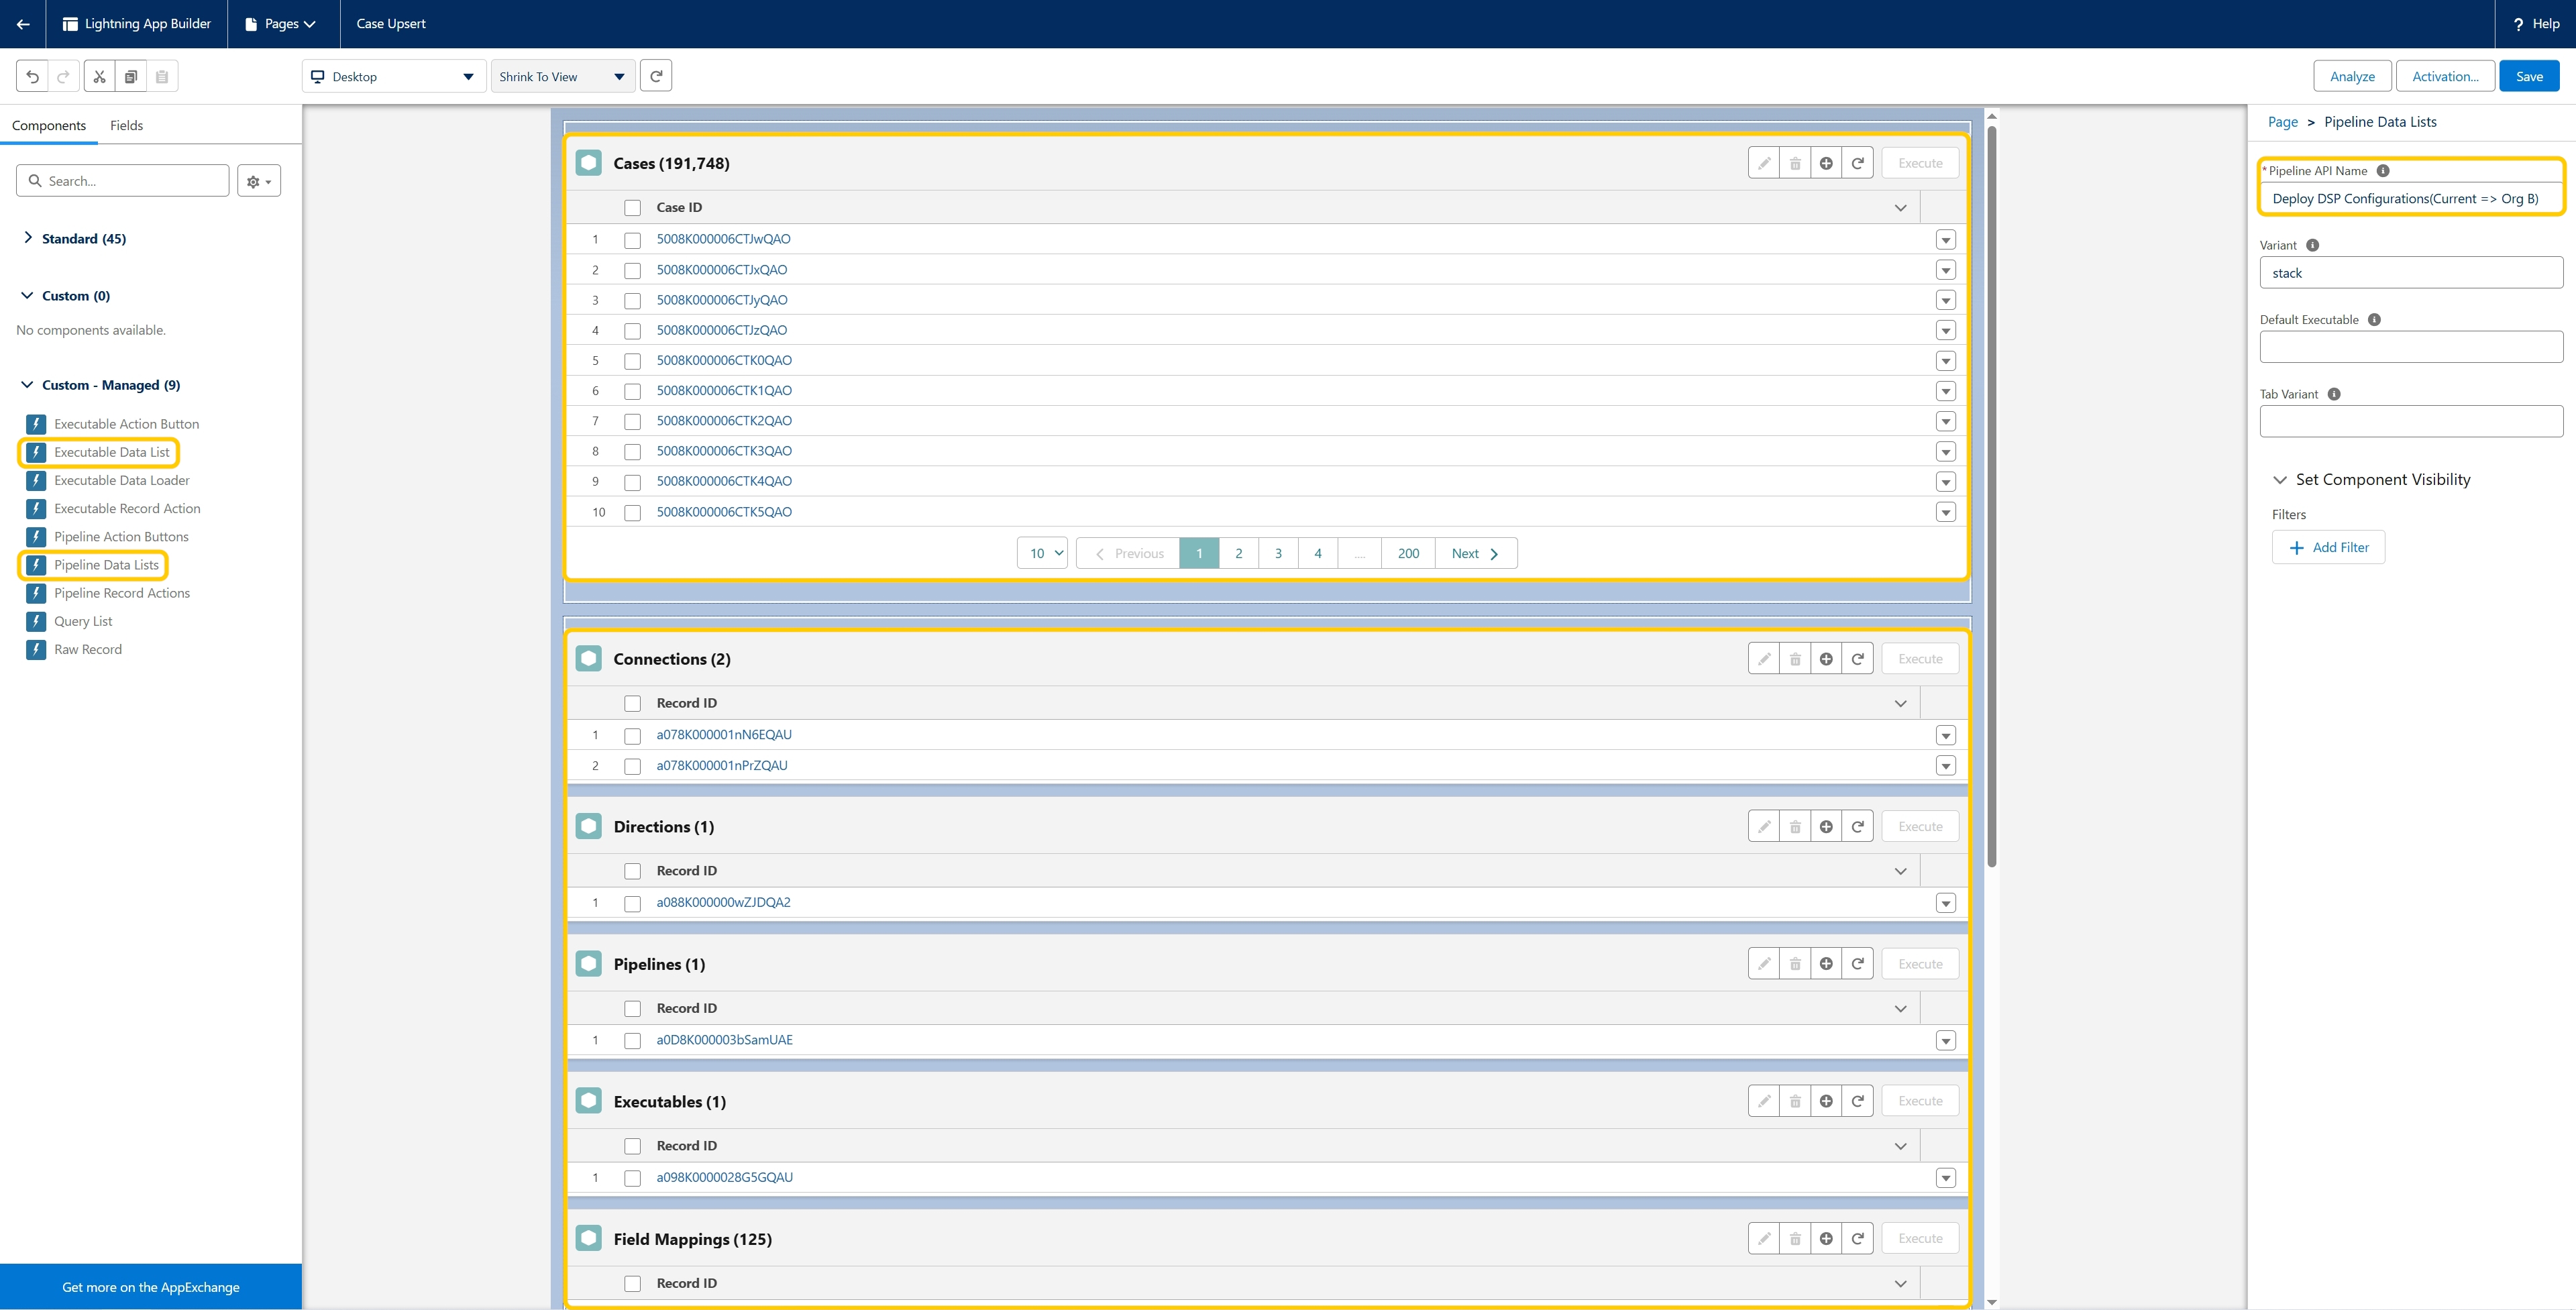 Lightning App Builder
Pages
Case Upsert
? Help
Desktop
Shrink To View
Analyze
Activation...
Save
Components
Fields
Search...
Standard (45)
Custom (0)
No components available.
Custom - Managed (9)
Executable Action Button
Executable Data List
Executable Data Loader
Executable Record Action
Pipeline Action Buttons
Pipeline Data Lists
Pipeline Record Actions
Query List
Raw Record
Get more on the AppExchange
Cases (191,748)
Execute
Case ID
1 5008K000006CTJwQAO
2 5008K000006CTJxQAO
3 5008K000006CTJyQAO
4 5008K000006CTJzQAO
5 5008K000006CTK0QAO
6 5008K000006CTK1QAO
7 5008K000006CTK2QAO
8 5008K000006CTK3QAO
9 5008K000006CTK4QAO
10 5008K000006CTK5QAO
10 Previous 1 2 3 4 .... 200 Next
Connections (2)
Execute
Record ID
1 a078K000001nN6EQAU
2 a078K000001nPrZQAU
Directions (1)
Execute
Record ID
1 a088K000000wZJDQA2
Pipelines (1)
Execute
Record ID
1 a0D8K000003bSamUAE
Executables (1)
Execute
Record ID
1 a098K0000028G5GQAU
Field Mappings (125)
Execute
Record ID
Page > Pipeline Data Lists
* Pipeline API Name
Deploy DSP Configurations(Current => Org B)
Variant
stack
Default Executable
Tab Variant
Set Component Visibility
Filters
Add Filter